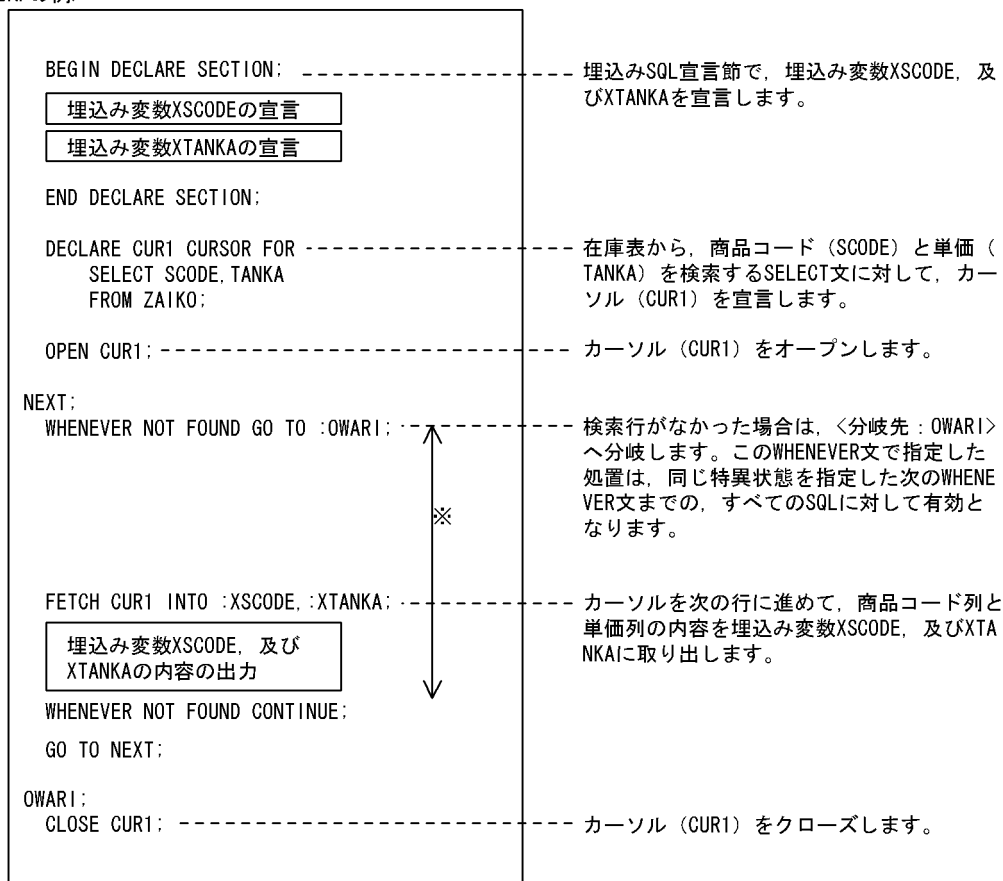 BEGIN DECLARE SECTION;
埋込みSQL宣言節で，埋込み変数XSCODE，及
びXTANKAを宣言します。
埋込み変数XSCODEの宣言
埋込み変数XTANKAの宣言
END DECLARE SECTION;
DECLARE CUR1 CURSOR FOR
SELECT SCODE,TANKA
FROM ZAIKO;
在庫表から，商品コード（SCODE）と単価（
TANKA）を検索するSELECT文に対して，カー
ソル（CUR1）を宣言します。
OPEN CUR1;
カーソル（CUR1）をオープンします。
NEXT;
WHENEVER NOT FOUND GO TO :OWARI;
検索行がなかった場合は，〈分岐先：OWARI〉
へ分岐します。このWHENEVER文で指定した
処置は，同じ特異状態を指定した次のWHENE
VER文までの，すべてのSQLに対して有効と
なります。
※
FETCH CUR1 INTO :XSCODE,:XTANKA;
カーソルを次の行に進めて，商品コード列と
単価列の内容を埋込み変数XSCODE，及びXTA
NKAに取り出します。
埋込み変数XSCODE，及び
XTANKAの内容の出力
WHENEVER NOT FOUND CONTINUE;
GO TO NEXT;
OWARI;
CLOSE CUR1;
カーソル（CUR1）をクローズします。